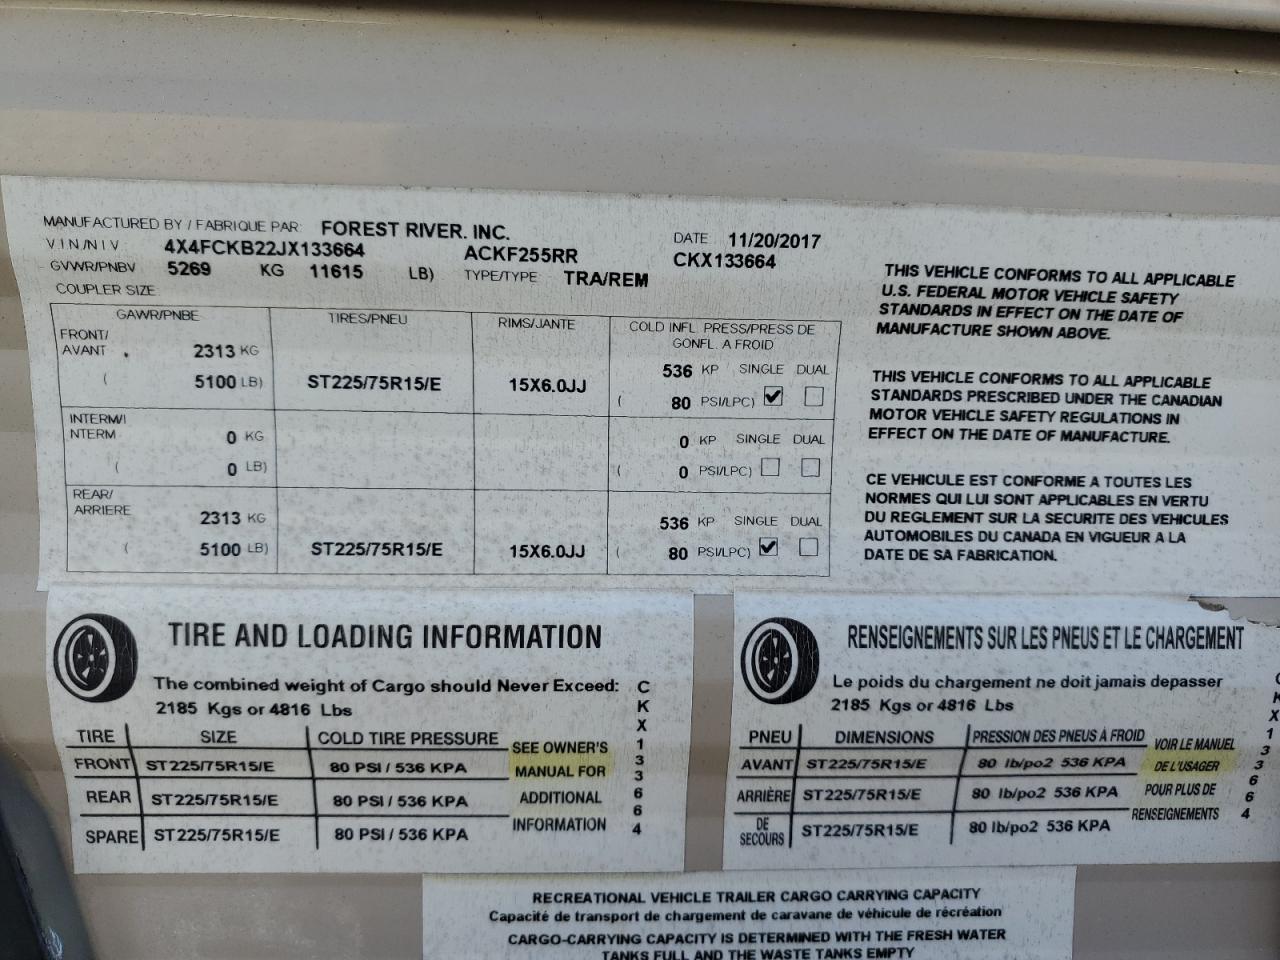 MANUFACTURED BY / FABRIQUE PAR: FOREST RIVER. INC.
V.I.N/N.I.V. 4X4FCKB22JX133664 ACKF255RR
DATE 11/20/2017
CKX133664
GVWR/PNBV 5269 KG 11615 LB) TYPE/TYPE TRA/REM
COUPLER SIZE
GAWR/PNBE TIRES/PNEU RIMS/JANTE COLD INFL. PRESS/PRESS DE
GONFL. A FROID
FRONT/
AVANT 2313 KG
( 5100 LB) ST225/75R15/E 15X6.0JJ
536 KP SINGLE DUAL
( 80 PSI/LPC)
INTERM/I
NTERM 0 KG
( 0 LB)
0 KP SINGLE DUAL
( 0 PSI/LPC)
REAR/
ARRIERE 2313 KG
( 5100 LB) ST225/75R15/E 15X6.0JJ
536 KP SINGLE DUAL
( 80 PSI/LPC)
THIS VEHICLE CONFORMS TO ALL APPLICABLE
U.S. FEDERAL MOTOR VEHICLE SAFETY
STANDARDS IN EFFECT ON THE DATE OF
MANUFACTURE SHOWN ABOVE.
THIS VEHICLE CONFORMS TO ALL APPLICABLE
STANDARDS PRESCRIBED UNDER THE CANADIAN
MOTOR VEHICLE SAFETY REGULATIONS IN
EFFECT ON THE DATE OF MANUFACTURE.
CE VEHICULE EST CONFORME A TOUTES LES
NORMES QUI LUI SONT APPLICABLES EN VERTU
DU REGLEMENT SUR LA SECURITE DES VEHICULES
AUTOMOBILES DU CANADA EN VIGUEUR A LA
DATE DE SA FABRICATION.
TIRE AND LOADING INFORMATION
The combined weight of Cargo should Never Exceed:
2185 Kgs or 4816 Lbs
TIRE SIZE COLD TIRE PRESSURE
FRONT ST225/75R15/E 80 PSI / 536 KPA
REAR ST225/75R15/E 80 PSI / 536 KPA
SPARE ST225/75R15/E 80 PSI / 536 KPA
SEE OWNER'S
MANUAL FOR
ADDITIONAL
INFORMATION
CKX133664
RENSEIGNEMENTS SUR LES PNEUS ET LE CHARGEMENT
Le poids du chargement ne doit jamais depasser
2185 Kgs or 4816 Lbs
PNEU DIMENSIONS PRESSION DES PNEUS À FROID
AVANT ST225/75R15/E 80 lb/po2 536 KPA
ARRIÈRE ST225/75R15/E 80 lb/po2 536 KPA
DE
SECOURS ST225/75R15/E 80 lb/po2 536 KPA
VOIR LE MANUEL
DE L'USAGER
POUR PLUS DE
RENSEIGNEMENTS
CKX133664
RECREATIONAL VEHICLE TRAILER CARGO CARRYING CAPACITY
Capacité de transport de chargement de caravane de véhicule de récréation
CARGO-CARRYING CAPACITY IS DETERMINED WITH THE FRESH WATER
TANKS FULL AND THE WASTE TANKS EMPTY